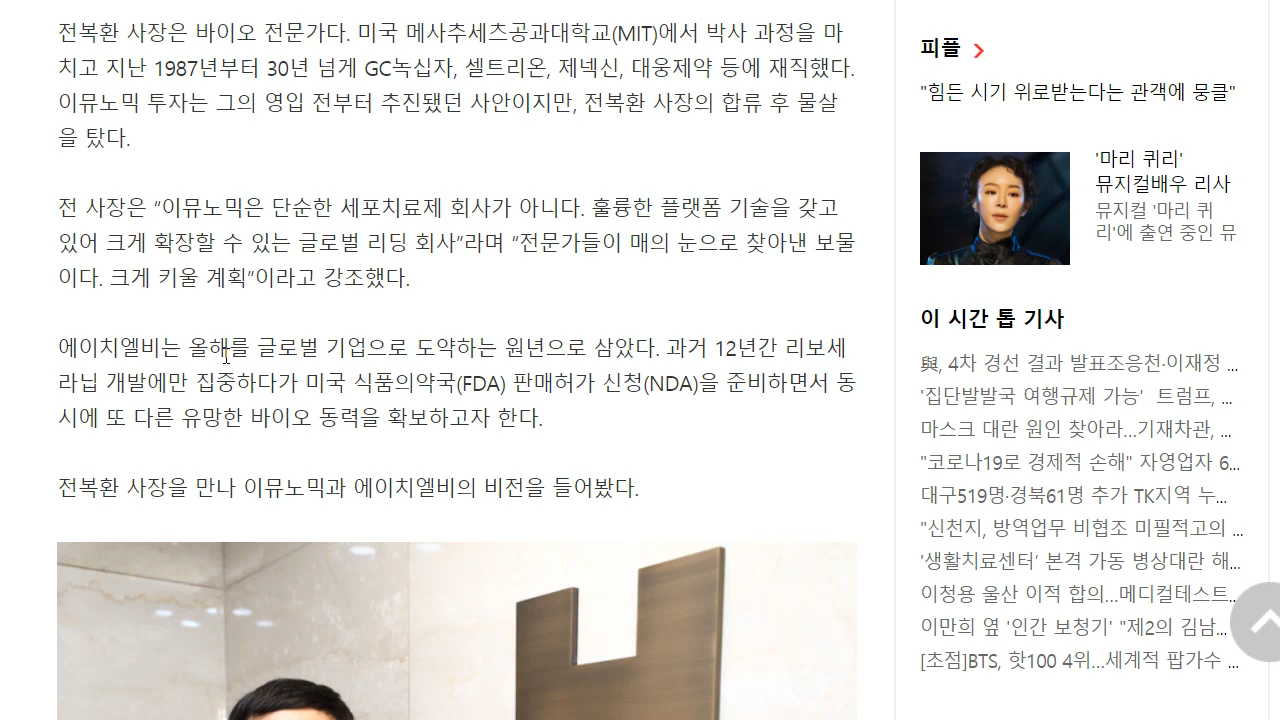 전복환 사장은 바이오 전문가다. 미국 메사추세츠공과대학교(MIT)에서 박사 과정을 마
치고 지난 1987년부터 30년 넘게 GC녹십자, 셀트리온, 제넥신, 대웅제약 등에 재직했다.
이뮤노믹 투자는 그의 영입 전부터 추진됐던 사안이지만, 전복환 사장의 합류 후 물살
을 탔다.
전 사장은 “이뮤노믹은 단순한 세포치료제 회사가 아니다. 훌륭한 플랫폼 기술을 갖고
있어 크게 확장할 수 있는 글로벌 리딩 회사”라며 “전문가들이 매의 눈으로 찾아낸 보물
이다. 크게 키울 계획”이라고 강조했다.
에이치엘비는 올해를 글로벌 기업으로 도약하는 원년으로 삼았다. 과거 12년간 리보세
라닙 개발에만 집중하다가 미국 식품의약국(FDA) 판매허가 신청(NDA)을 준비하면서 동
시에 또 다른 유망한 바이오 동력을 확보하고자 한다.
전복환 사장을 만나 이뮤노믹과 에이치엘비의 비전을 들어봤다.
피플
"힘든 시기 위로받는다는 관객에 뭉클"
'마리 퀴리'
뮤지컬배우 리사
뮤지컬 '마리 퀴
리'에 출연 중인 뮤
이 시간 톱 기사
與, 4차 경선 결과 발표조응천·이재정 ...
'집단발발국 여행규제 가능'  트럼프, ...
마스크 대란 원인 찾아라…기재차관, ...
"코로나19로 경제적 손해" 자영업자 6...
대구519명·경북61명 추가 TK지역 누...
"신천지, 방역업무 비협조 미필적고의 ...
'생활치료센터’ 본격 가동 병상대란 해...
이청용 울산 이적 합의…메디컬테스트...
이만희 옆 '인간 보청기' "제2의 김남...
[초점]BTS, 핫100 4위…세계적 팝가수 ...